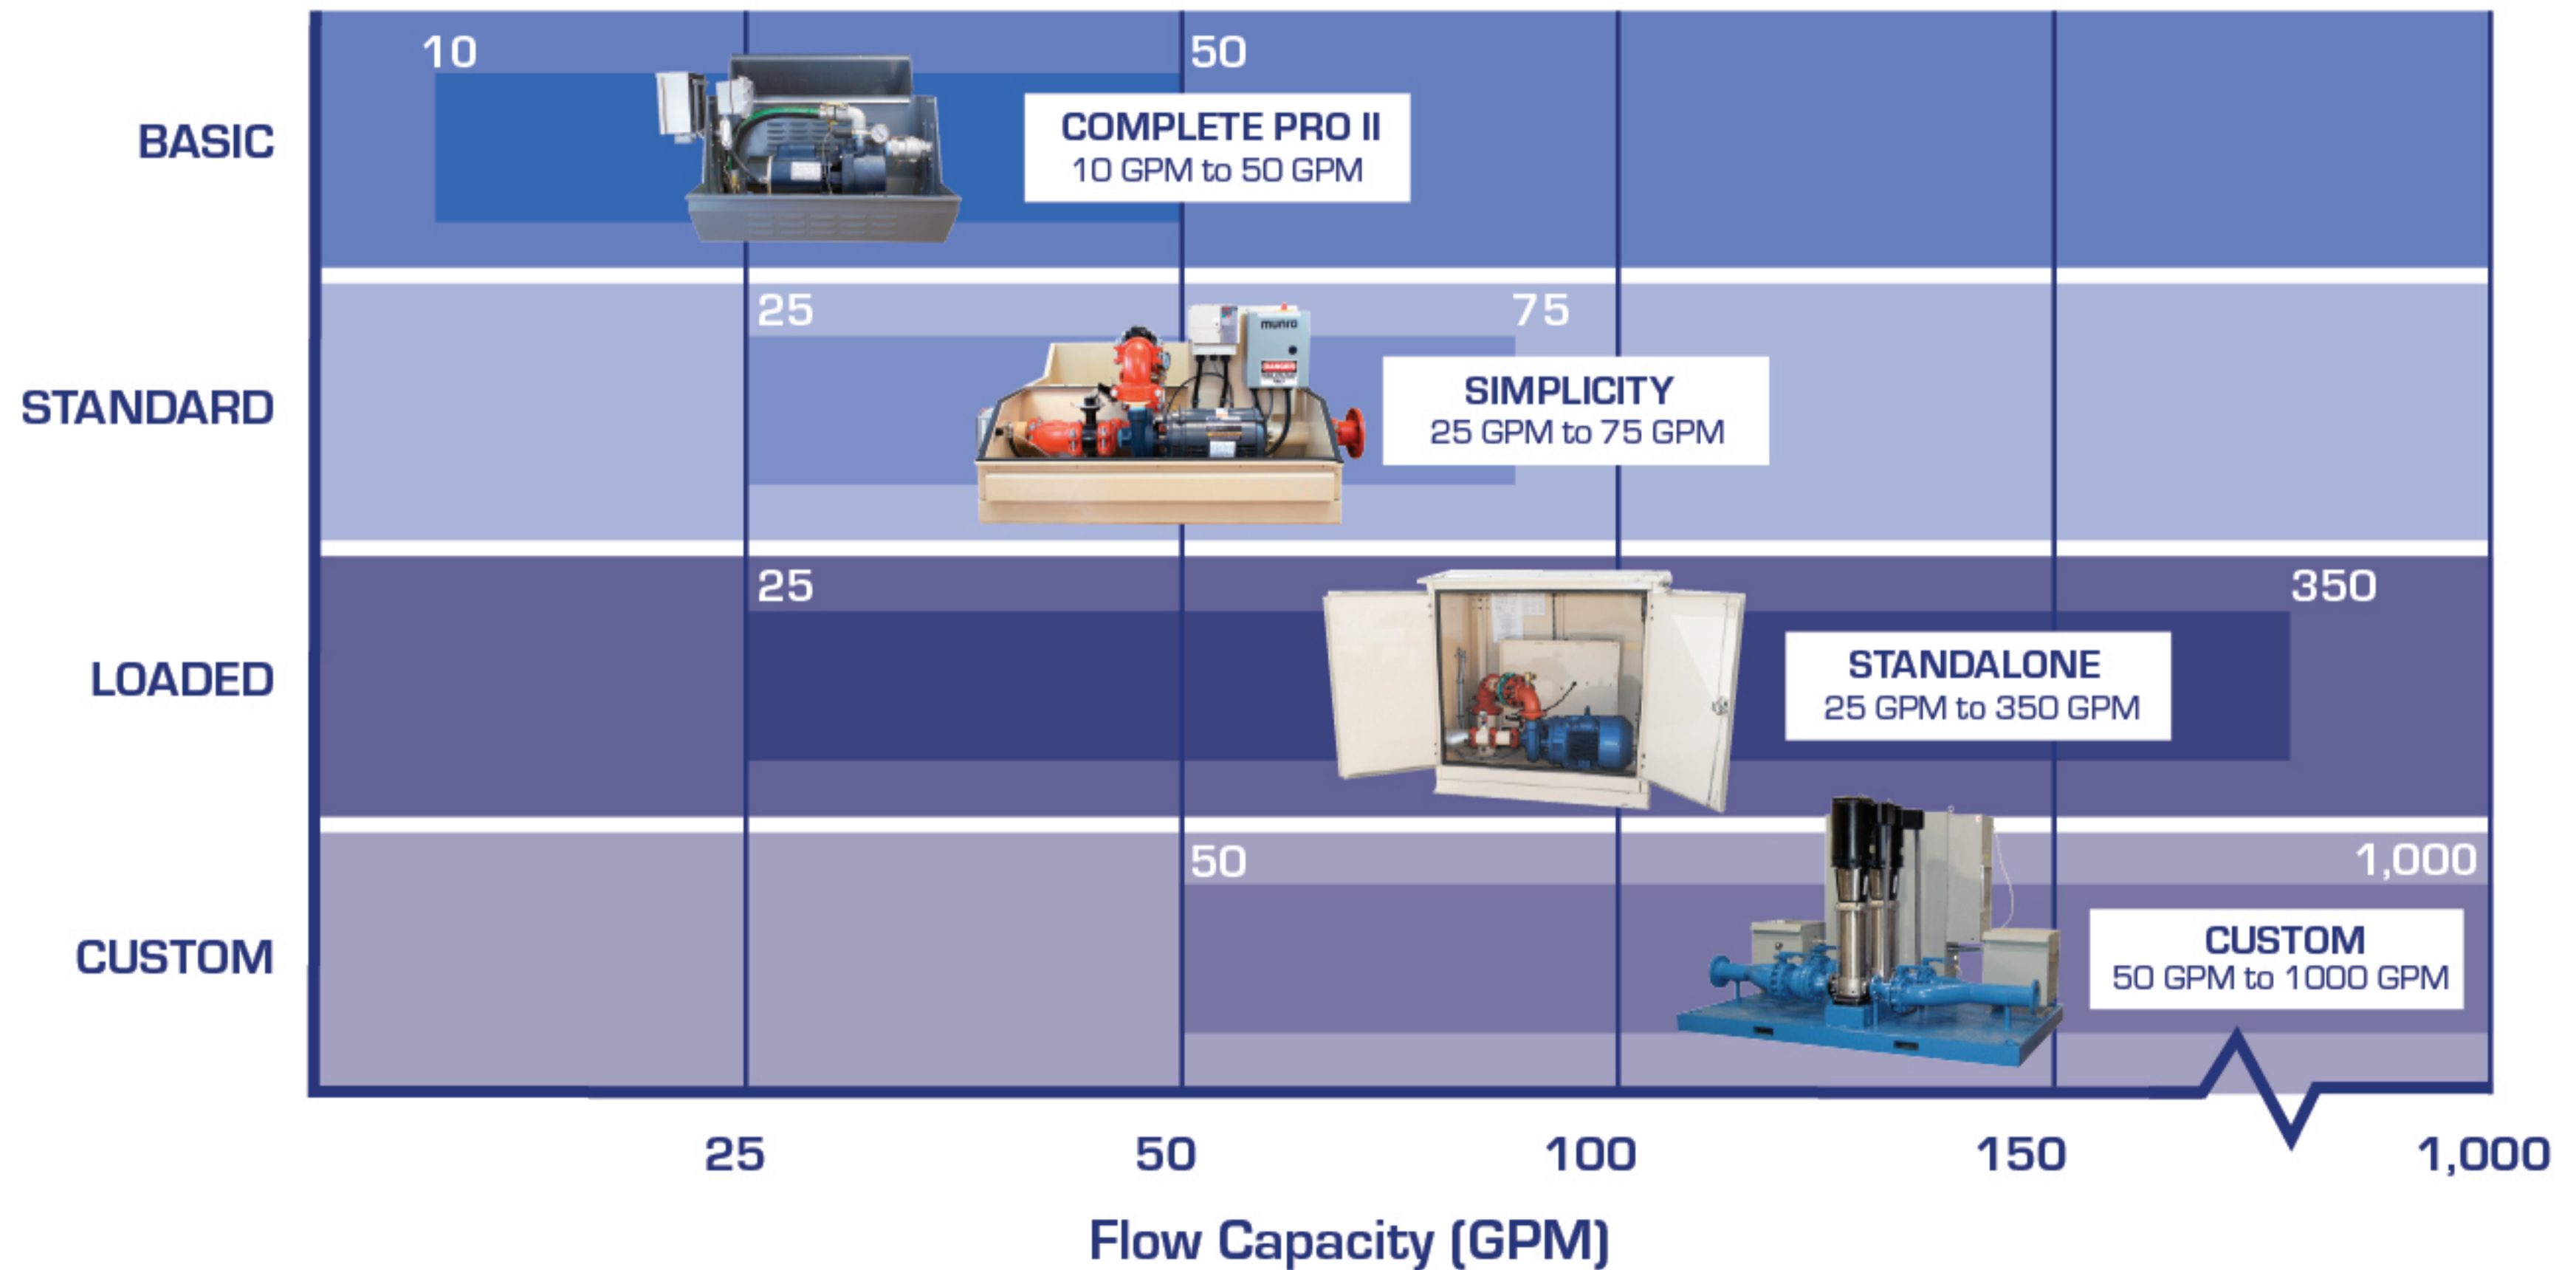 10
50
BASIC
COMPLETE PRO II
10 GPM to 50 GPM
25
75
munro
DANGER
STANDARD
SIMPLICITY
25 GPM to 75 GPM
25
350
LOADED
STANDALONE
25 GPM to 350 GPM
50
1,000
CUSTOM
CUSTOM
50 GPM to 1000 GPM
25
50
100
150
1,000
Flow Capacity (GPM)